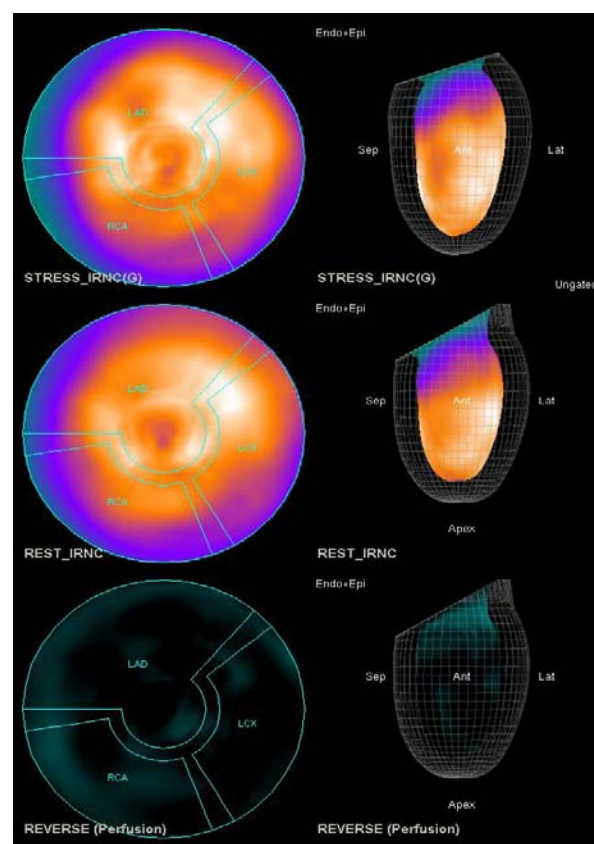 Endo+Epi
LAD
Sep
Ant
Lat
LCX
RCA
STRESS_IRNC(G)
STRESS_IRNC(G)
Ungated
Endo+Epi
LAD
Sep
Ant
Lat
LCX
RCA
Apex
REST_IRNC
REST_IRNC
Endo+Epi
LAD
Sep
Ant
Lat
LCX
RCA
Apex
REVERSE (Perfusion)
REVERSE (Perfusion)